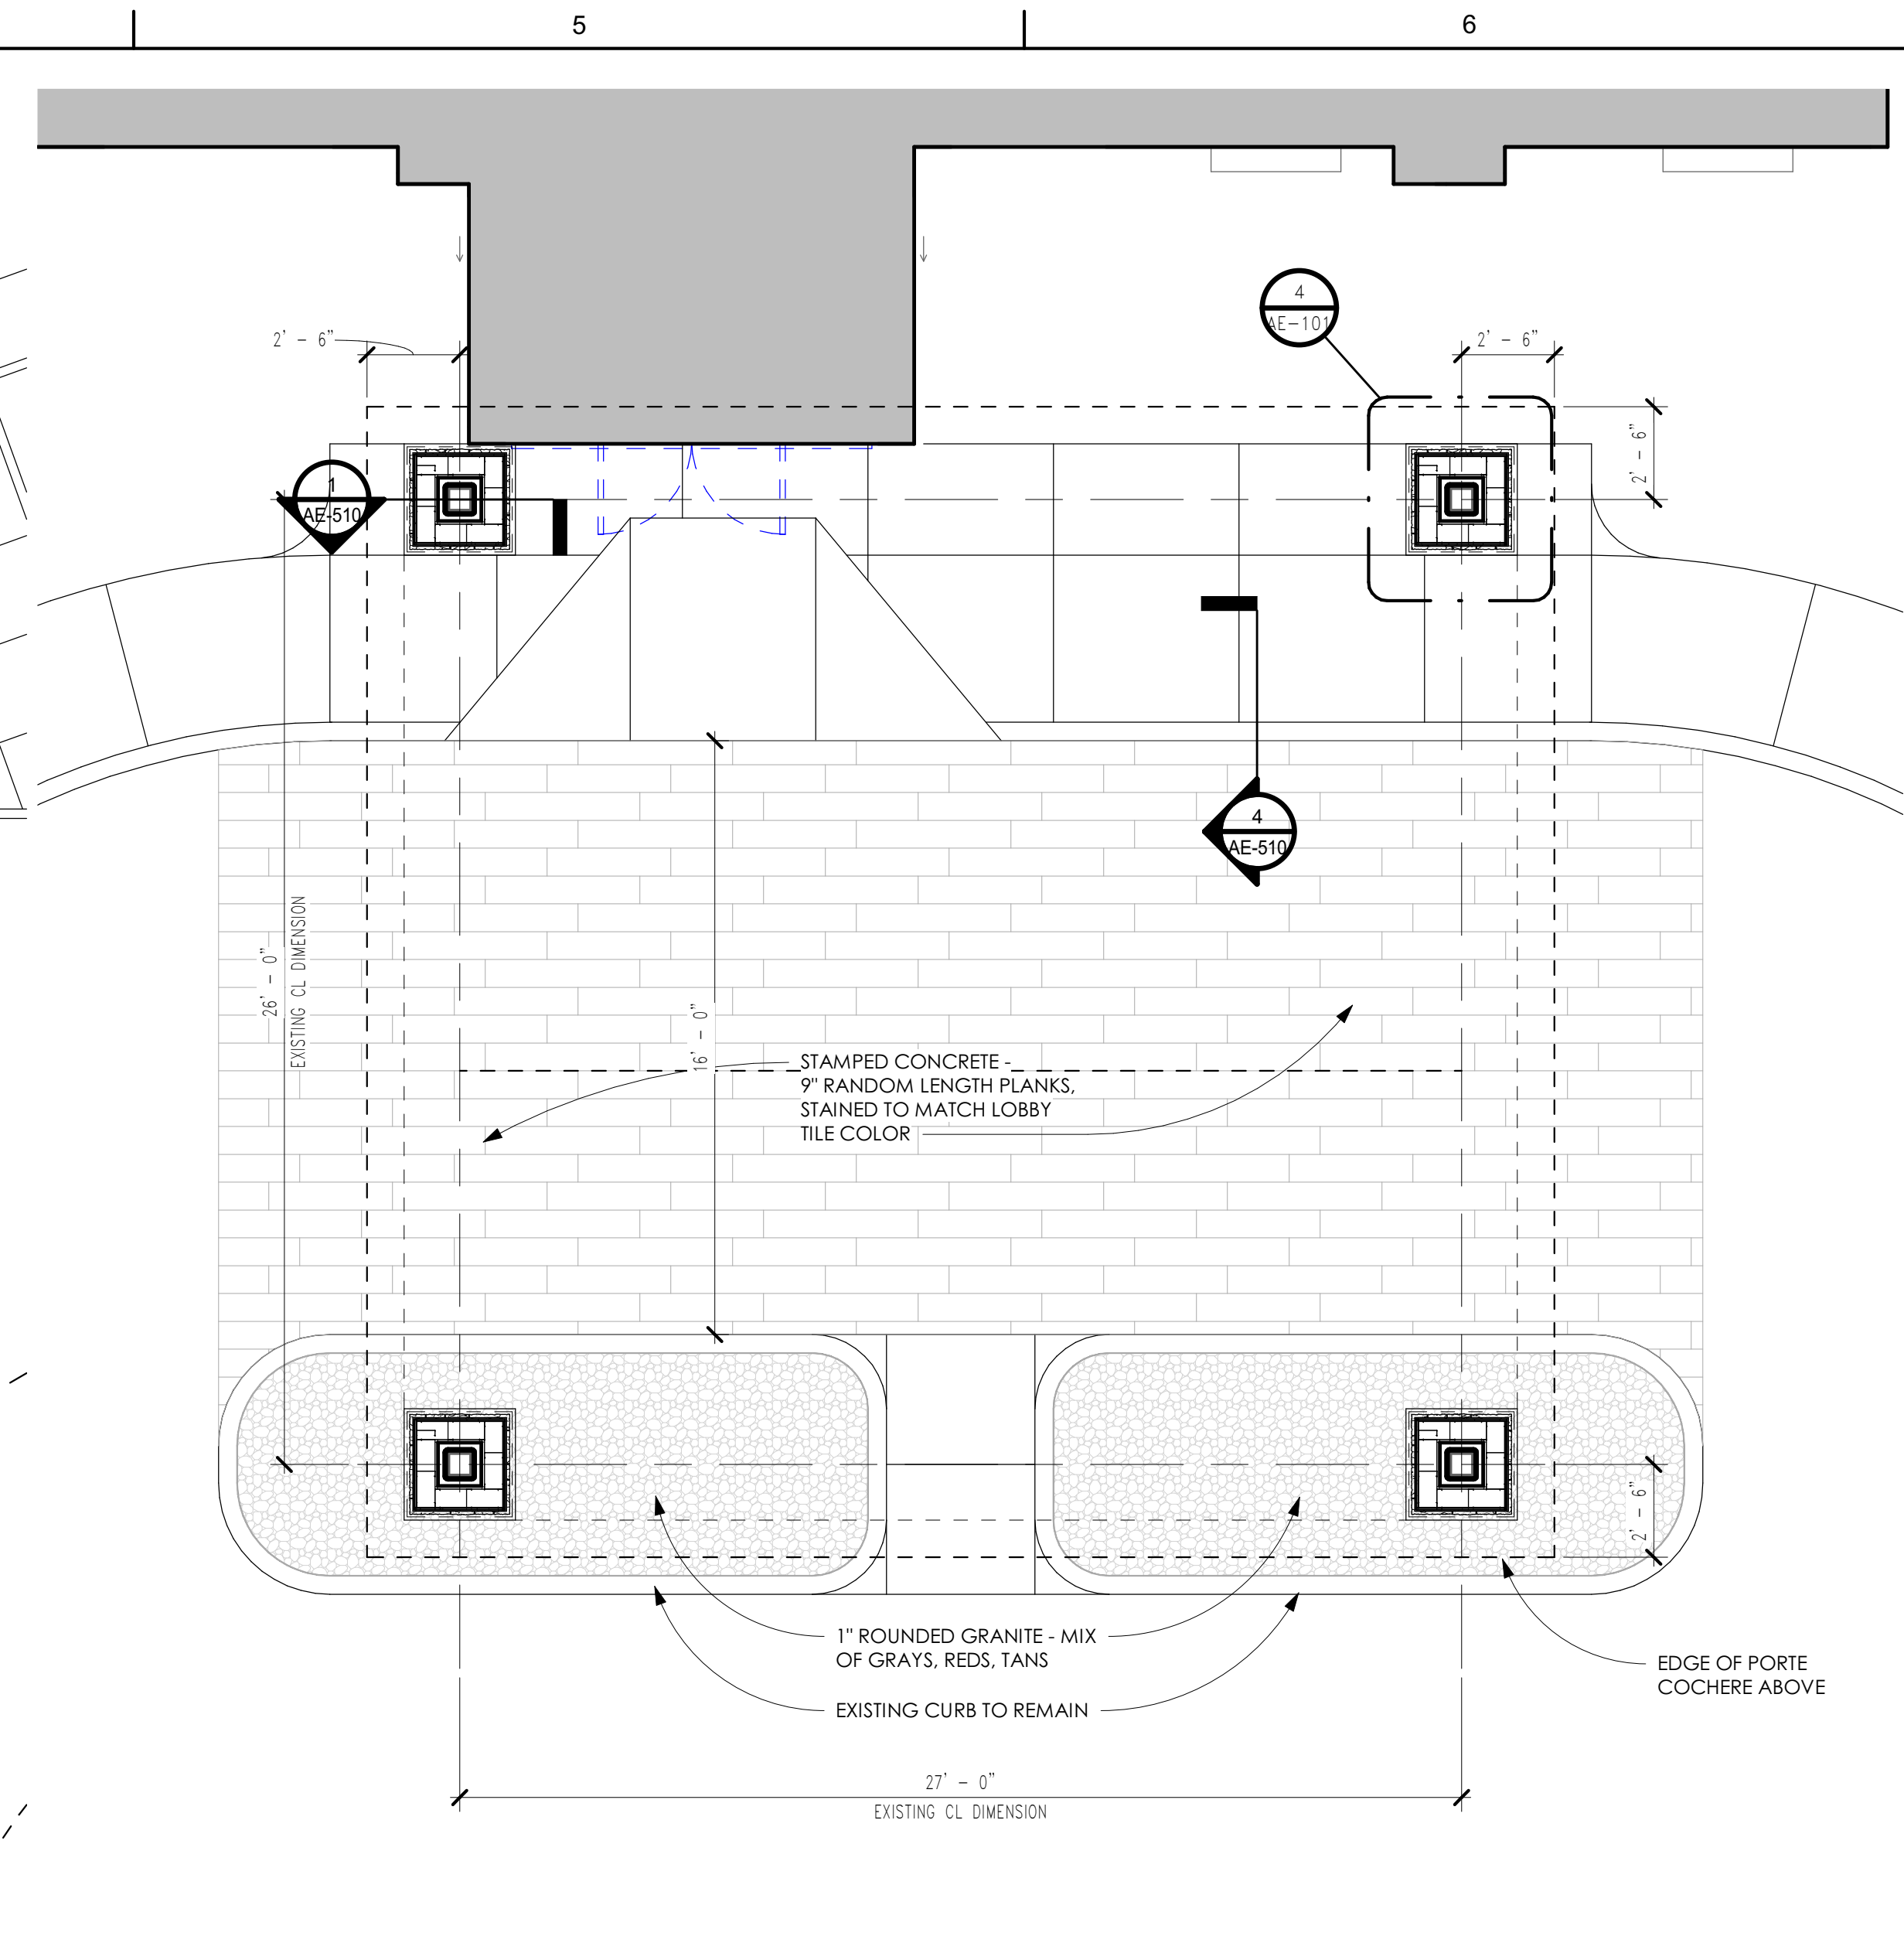 5
6
4
AE-101
2' - 6"
2' - 6"
2' - 6"
1
AE-510
4
AE-510
26' - 0"
EXISTING CL DIMENSION
16' - 0"
STAMPED CONCRETE -
9" RANDOM LENGTH PLANKS,
STAINED TO MATCH LOBBY
TILE COLOR
2' - 6"
1" ROUNDED GRANITE - MIX
OF GRAYS, REDS, TANS
EXISTING CURB TO REMAIN
EDGE OF PORTE
COCHERE ABOVE
27' - 0"
EXISTING CL DIMENSION